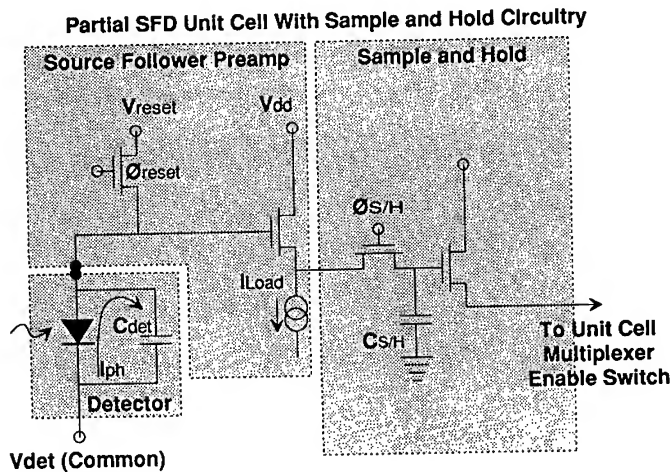 Partial SFD Unit Cell With Sample and Hold Circuitry
Source Follower Preamp
Sample and Hold
Vreset
Vdd
Øreset
ØS/H
ILoad
Cdet
CS/H
Iph
Detector
To Unit Cell
Multiplexer
Enable Switch
Vdet (Common)